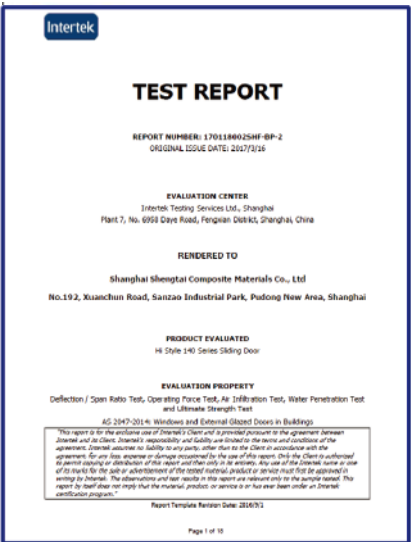 Intertek
TEST REPORT
REPORT NUMBER: 170118002SHF-BP-2
ORIGINAL ISSUE DATE: 2017/3/16
EVALUATION CENTER
Intertek Testing Services Ltd., Shanghai
Plant 7, No. 6958 Daye Road, Fengxian District, Shanghai, China
RENDERED TO
Shanghai Shengtai Composite Materials Co., Ltd
No.192, Xuanchun Road, Sanzao Industrial Park, Pudong New Area, Shanghai
PRODUCT EVALUATED
Hi Style 140 Series Sliding Door
EVALUATION PROPERTY
Deflection / Span Ratio Test, Operating Force Test, Air Infiltration Test, Water Penetration Test
and Ultimate Strength Test
AS 2047-2014: Windows and External Glazed Doors in Buildings
"This report is for the exclusive use of Intertek's Client and is provided pursuant to the agreement between
Intertek and its Client. Intertek's responsibility and liability are limited to the terms and conditions of the
agreement. Intertek assumes no liability to any party, other than to the Client in accordance with the
agreement, for any loss, expense or damage occasioned by the use of this report. Only the Client is authorized
to permit copying or distribution of this report and then only in its entirety. Any use of the Intertek name or one
of its marks for the sale or advertisement of the tested material, product or service must first be approved in
writing by Intertek. The observations and test results in this report are relevant only to the sample tested. This
report by itself does not imply that the material, product, or service is or has ever been under an Intertek
certification program."
Report Template Revision Date: 2016/9/1
Page 1 of 16